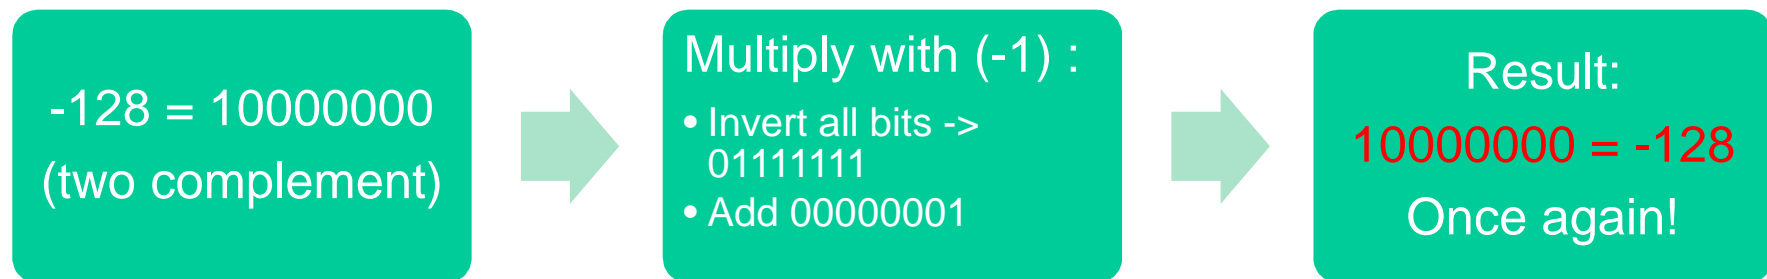 -128 = 10000000
(two complement)
Multiply with (-1) :
• Invert all bits ->
01111111
• Add 00000001
Result:
10000000 = -128
Once again!